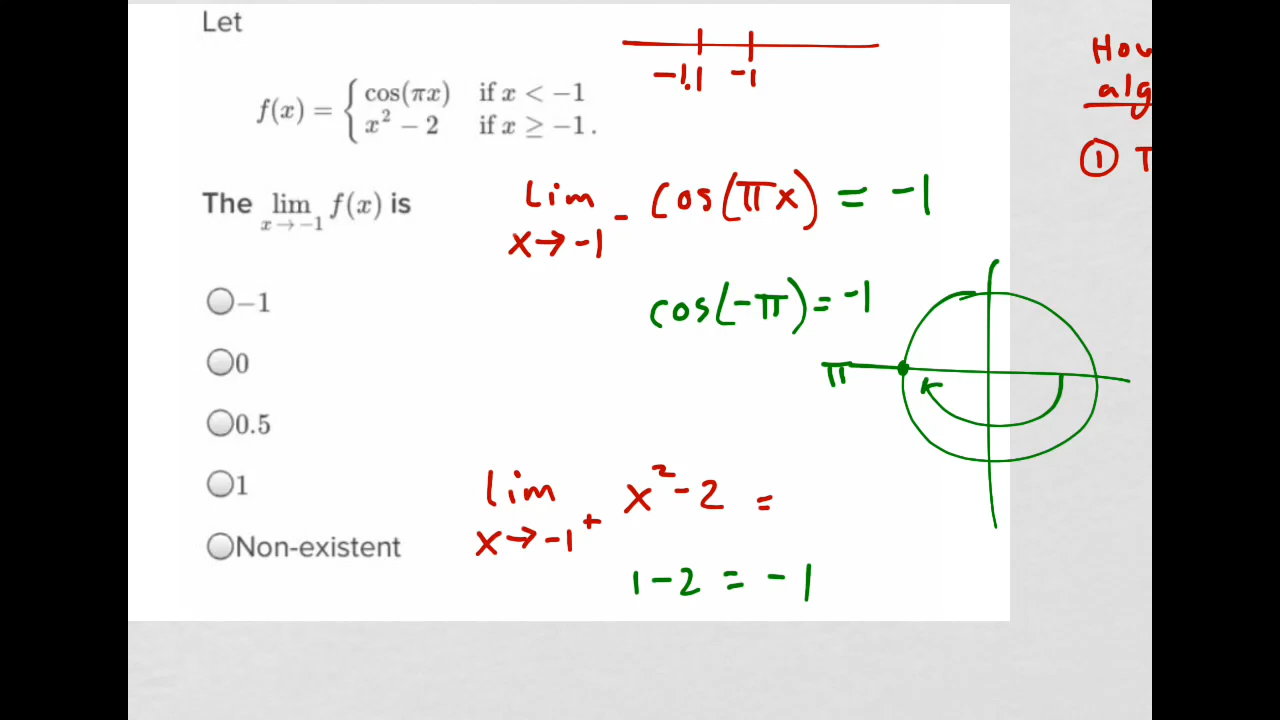 Let
−1.1 −1
f(x) = { cos(πx) if x < −1
x² − 2 if x ≥ −1.
The lim x→−1 f(x) is
lim x→−1⁻ cos(πx) = −1
cos(−π) = −1
π
−1
0
0.5
1
Non-existent
lim x→−1⁺ x² − 2 =
1 − 2 = −1
alg
① T